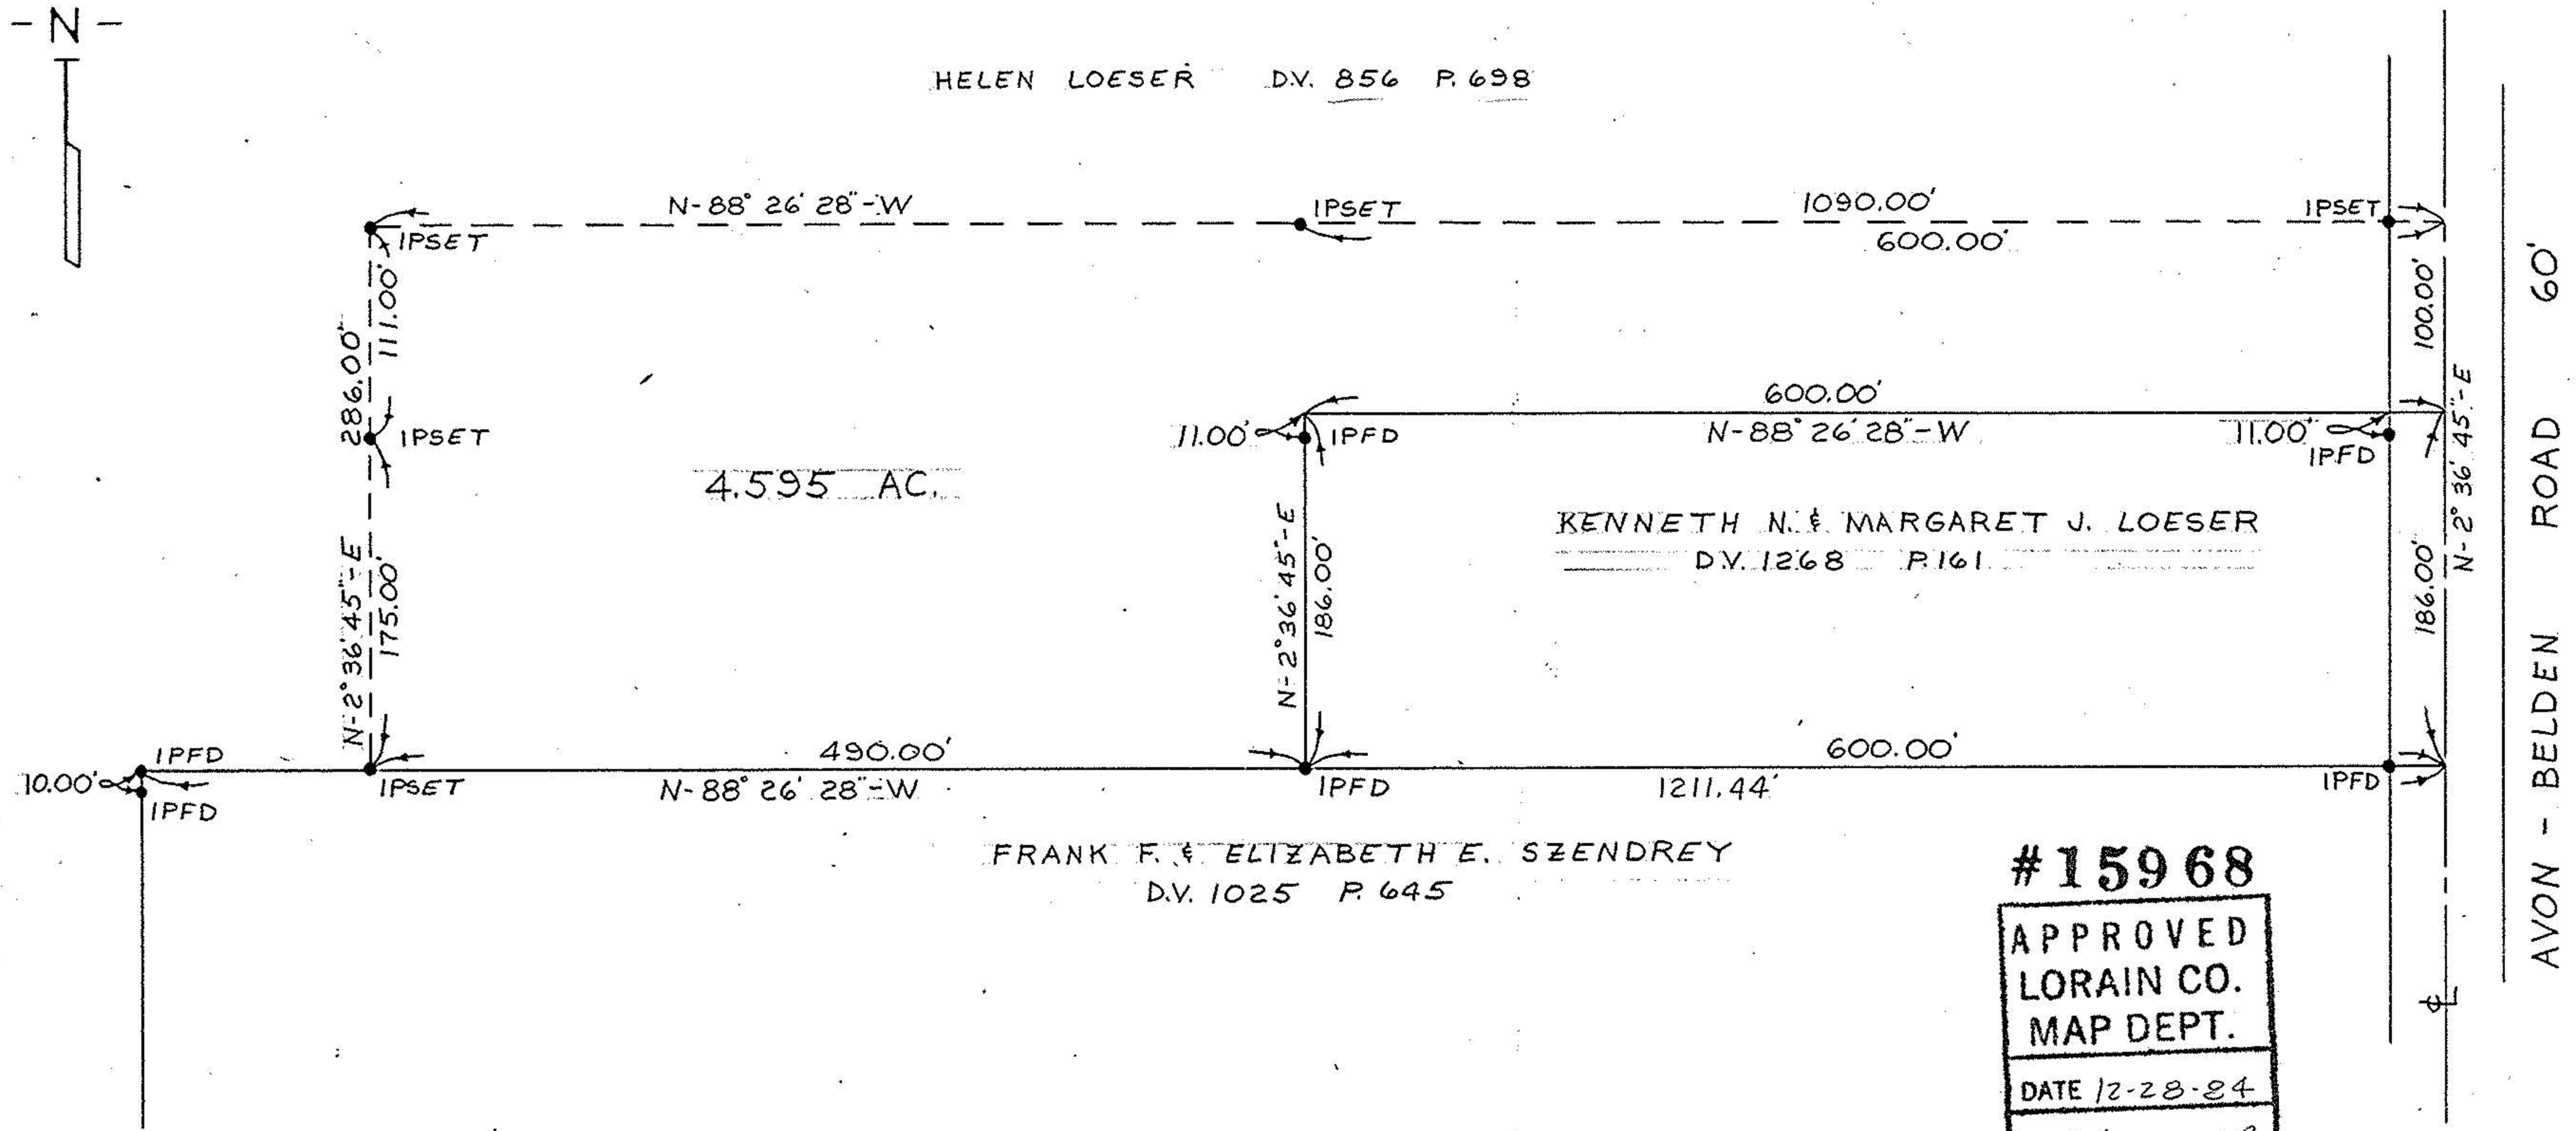 - N -
HELEN LOESER D.V. 856 P. 698
N-88° 26' 28"-W
IPSET
1090.00'
IPSET
IPSET
600.00'
111.00'
286.00'
100.00'
60'
600.00'
11.00'
IPFD
N-88° 26' 28"-W
11.00'
IPFD
IPSET
4.595 AC.
N-2° 36' 45"-E
KENNETH N. & MARGARET J. LOESER
D.V. 1268 P. 161
N-2° 36' 45"-E
186.00'
186.00'
N-2° 36' 45"-E
175.00'
AVON - BELDEN ROAD
IPFD
490.00'
600.00'
10.00'
IPSET
N-88° 26' 28"-W
IPFD
1211.44'
IPFD
IPFD
FRANK F. & ELIZABETH E. SZENDREY
D.V. 1025 P. 645
#15968
APPROVED
LORAIN CO.
MAP DEPT.
DATE 12-28-84